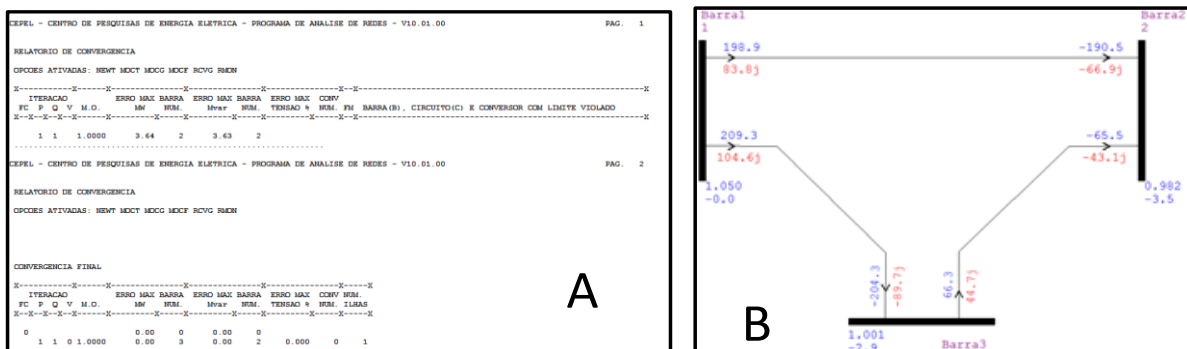 CEPEL - CENTRO DE PESQUISAS DE ENERGIA ELETRICA - PROGRAMA DE ANALISE DE REDES - V10.01.00 PAG. 1
RELATORIO DE CONVERGENCIA
OPCOES ATIVADAS: NEWT MOCT MOCG MOCF RCVG RMON
X-----------------X-----------------X-----------------X-------------X-----X--X-----------------------------------------------------------------X
ITERACAO ERRO MAX BARRA ERRO MAX BARRA ERRO MAX CONV
FC P Q V M.O. MW NUM. Mvar NUM. TENSAO % NUM. FM BARRA(B), CIRCUITO(C) E CONVERSOR COM LIMITE VIOLADO
X--X--X--X--X-------X---------X-----X---------X-----X---------X-----X--X-----------------------------------------------------------------X
1 1 1.0000 3.64 2 3.63 2
CEPEL - CENTRO DE PESQUISAS DE ENERGIA ELETRICA - PROGRAMA DE ANALISE DE REDES - V10.01.00 PAG. 2
RELATORIO DE CONVERGENCIA
OPCOES ATIVADAS: NEWT MOCT MOCG MOCF RCVG RMON
CONVERGENCIA FINAL
X-----------------X---------------X---------------X-------------X-----X
ITERACAO ERRO MAX BARRA ERRO MAX BARRA ERRO MAX CONV NUM.
FC P Q V M.O. MW NUM. Mvar NUM. TENSAO % NUM. ILHAS
X--X--X--X--X-------X---------X-----X---------X-----X---------X-----X-----X
0 0.00 0 0.00 0
1 1 0 1.0000 0.00 3 0.00 2 0.000 0 1
A
Barra1
1
Barra2
2
198.9
83.8j
-190.5
-66.9j
209.3
104.6j
-65.5
-43.1j
1.050
-0.0
0.982
-3.5
-204.3
-89.7j
66.3
44.7j
1.001
-2.9
Barra3
B